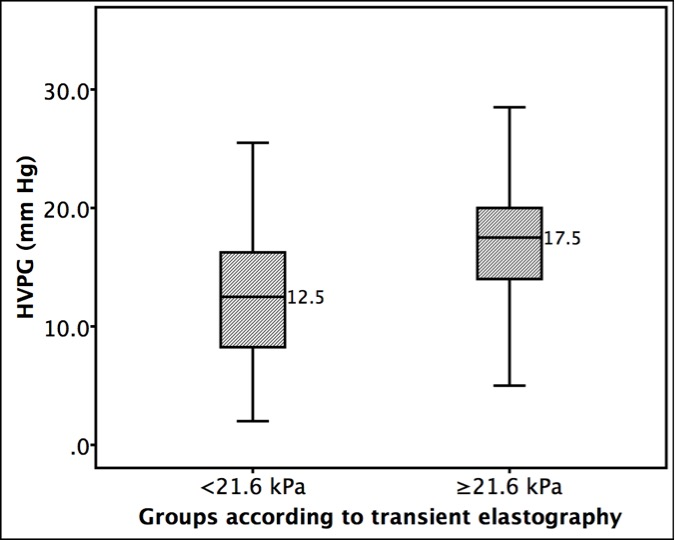 HVPG (mm Hg)
30.0
20.0
10.0
.0
12.5
17.5
<21.6 kPa
≥21.6 kPa
Groups according to transient elastography